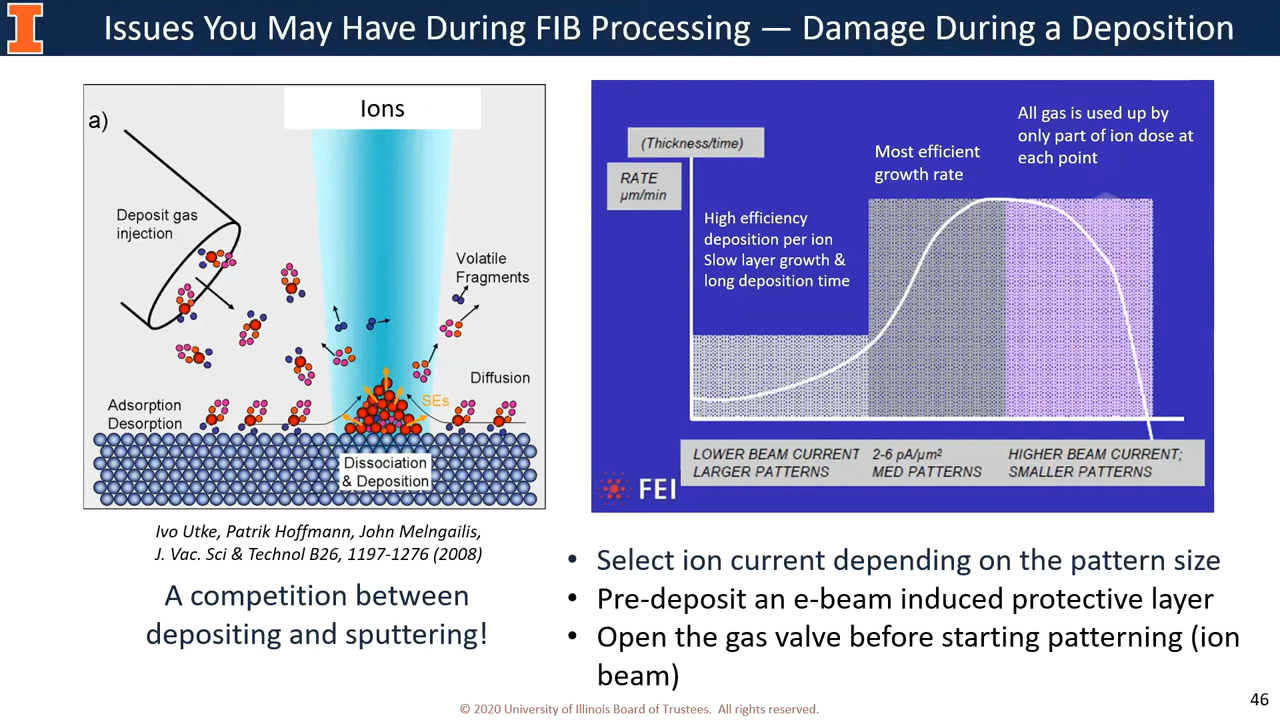 Issues You May Have During FIB Processing — Damage During a Deposition
Ions
a)
Deposit gas
injection
Volatile
Fragments
Diffusion
SEs
Adsorption
Desorption
Dissociation
& Deposition
Ivo Utke, Patrik Hoffmann, John Melngailis,
J. Vac. Sci & Technol B26, 1197-1276 (2008)
A competition between
depositing and sputtering!
(Thickness/time)
RATE
µm/min
High efficiency
deposition per ion
Slow layer growth &
long deposition time
Most efficient
growth rate
All gas is used up by
only part of ion dose at
each point
LOWER BEAM CURRENT
LARGER PATTERNS
2-6 pA/µm²
MED PATTERNS
HIGHER BEAM CURRENT;
SMALLER PATTERNS
FEI
• Select ion current depending on the pattern size
• Pre-deposit an e-beam induced protective layer
• Open the gas valve before starting patterning (ion
beam)
© 2020 University of Illinois Board of Trustees. All rights reserved.
46